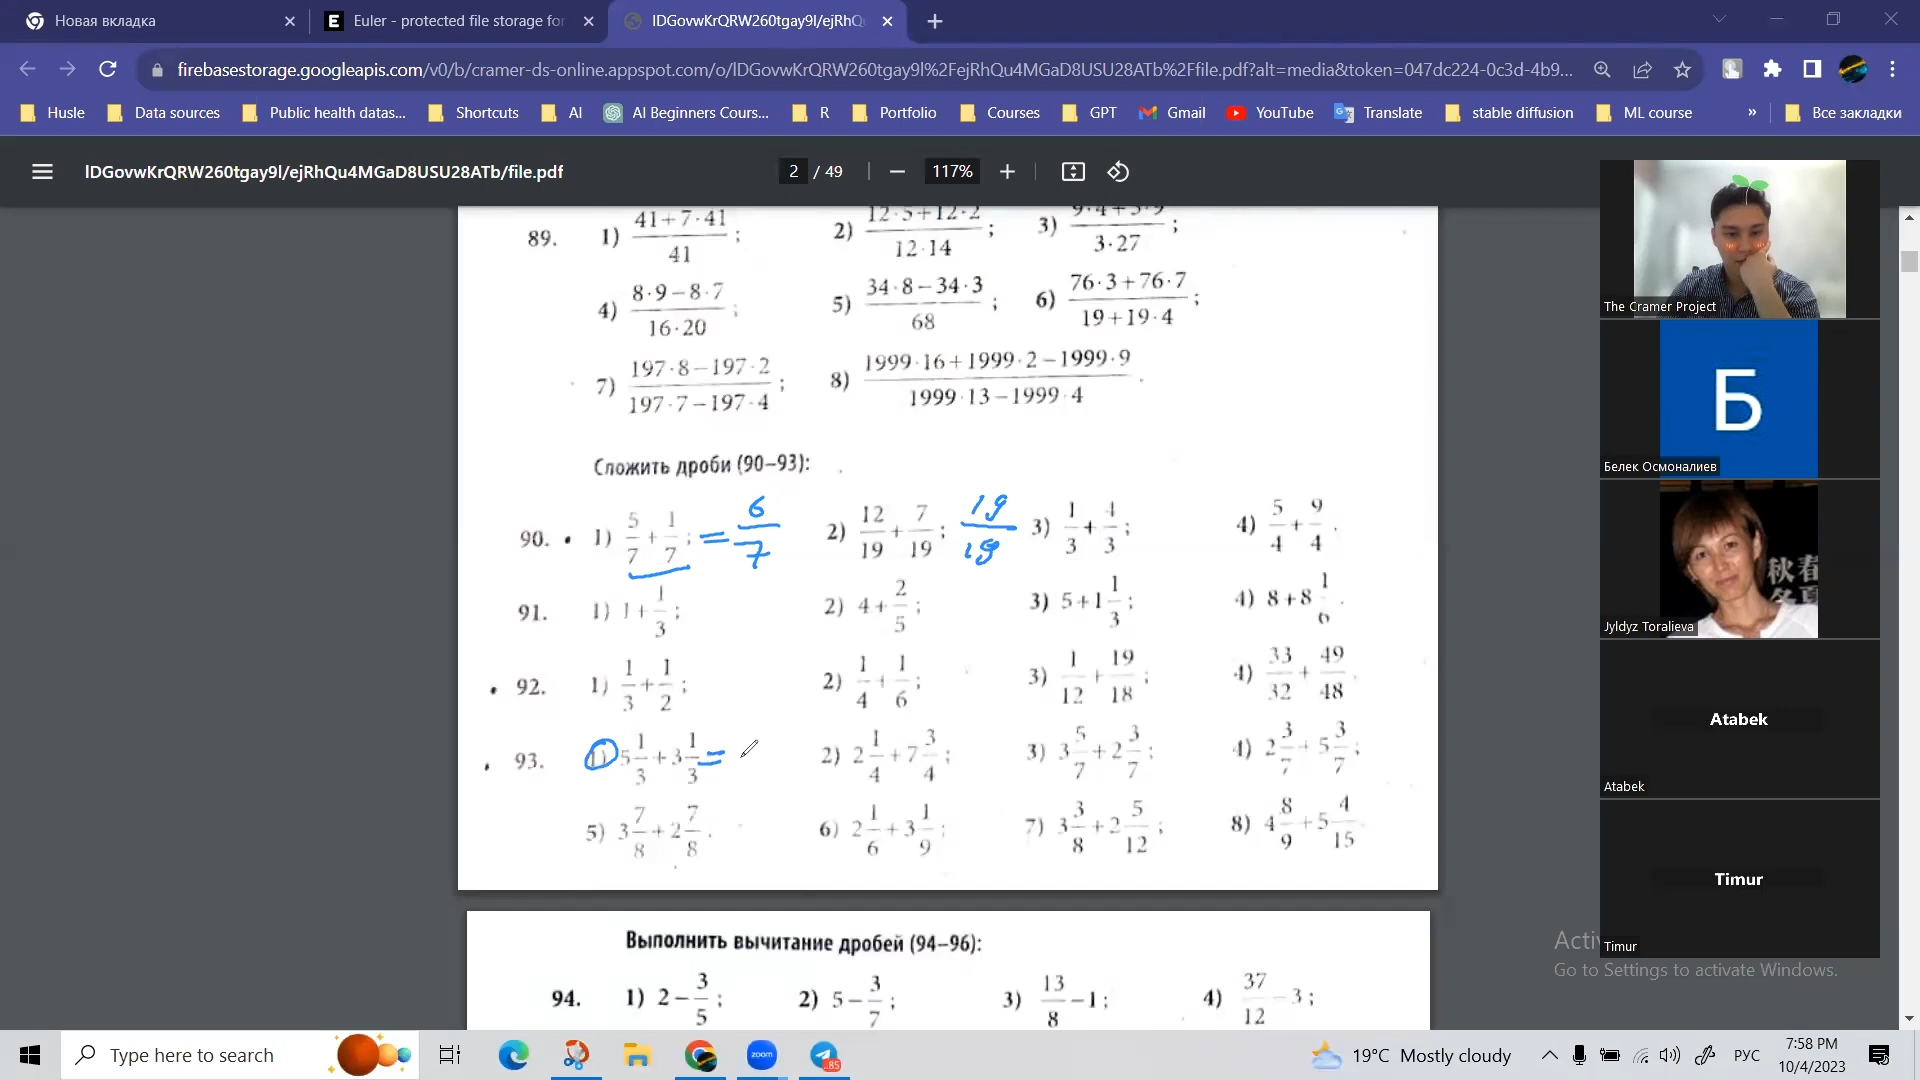 Новая вкладка
Euler - protected file storage for
lDGovwKrQRW260tgay9l/ejRhQu
firebasestorage.googleapis.com/v0/b/cramer-ds-online.appspot.com/o/lDGovwKrQRW260tgay9l%2FejRhQu4MGaD8USU28ATb%2Ffile.pdf?alt=media&token=047dc224-0c3d-4b9...
Husle Data sources Public health datas... Shortcuts AI AI Beginners Cours... R Portfolio Courses GPT Gmail YouTube Translate stable diffusion ML course » Все закладки
lDGovwKrQRW260tgay9l/ejRhQu4MGaD8USU28ATb/file.pdf 2 / 49 117%
89. 1) (41+7·41)/41; 2) (12·5+12·2)/(12·14); 3) (9·4+5·9)/(3·27);
4) (8·9−8·7)/(16·20); 5) (34·8−34·3)/68; 6) (76·3+76·7)/(19+19·4);
7) (197·8−197·2)/(197·7−197·4); 8) (1999·16+1999·2−1999·9)/(1999·13−1999·4).
Сложить дроби (90–93):
90. 1) 5/7+1/7; = 6/7 2) 12/19+7/19; 19/19 3) 1/3+4/3; 4) 5/4+9/4.
91. 1) 1+1/3; 2) 4+2/5; 3) 5+1 1/3; 4) 8+8 1/6.
92. 1) 1/3+1/2; 2) 1/4+1/6; 3) 1/12+19/18; 4) 33/32+49/48.
93. 1) 5 1/3+3 1/3 = 2) 2 1/4+7 3/4; 3) 3 5/7+2 3/7; 4) 2 3/7+5 3/7;
5) 3 7/8+2 7/8. 6) 2 1/6+3 1/9; 7) 3 3/8+2 5/12; 8) 4 8/9+5 4/15.
Выполнить вычитание дробей (94–96):
94. 1) 2−3/5; 2) 5−3/7; 3) 13/8−1; 4) 37/12−3;
The Cramer Project
Б
Белек Осмоналиев
秋春
冬夏
Jyldyz Toralieva
Atabek
Atabek
Timur
Timur
Go to Settings to activate Windows.
Type here to search
zoom
85
19°C Mostly cloudy
РУС
7:58 PM
10/4/2023